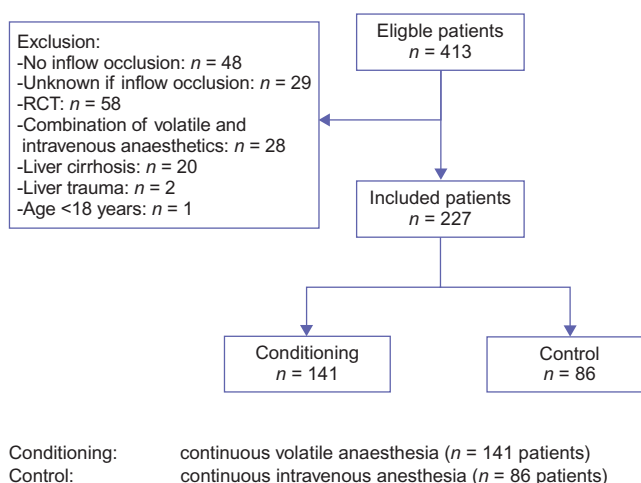 Exclusion:
-No inflow occlusion: n = 48
-Unknown if inflow occlusion: n = 29
-RCT: n = 58
-Combination of volatile and
intravenous anaesthetics: n = 28
-Liver cirrhosis: n = 20
-Liver trauma: n = 2
-Age <18 years: n = 1
Eligble patients
n = 413
Included patients
n = 227
Conditioning
n = 141
Control
n = 86
Conditioning: continuous volatile anaesthesia (n = 141 patients)
Control: continuous intravenous anesthesia (n = 86 patients)